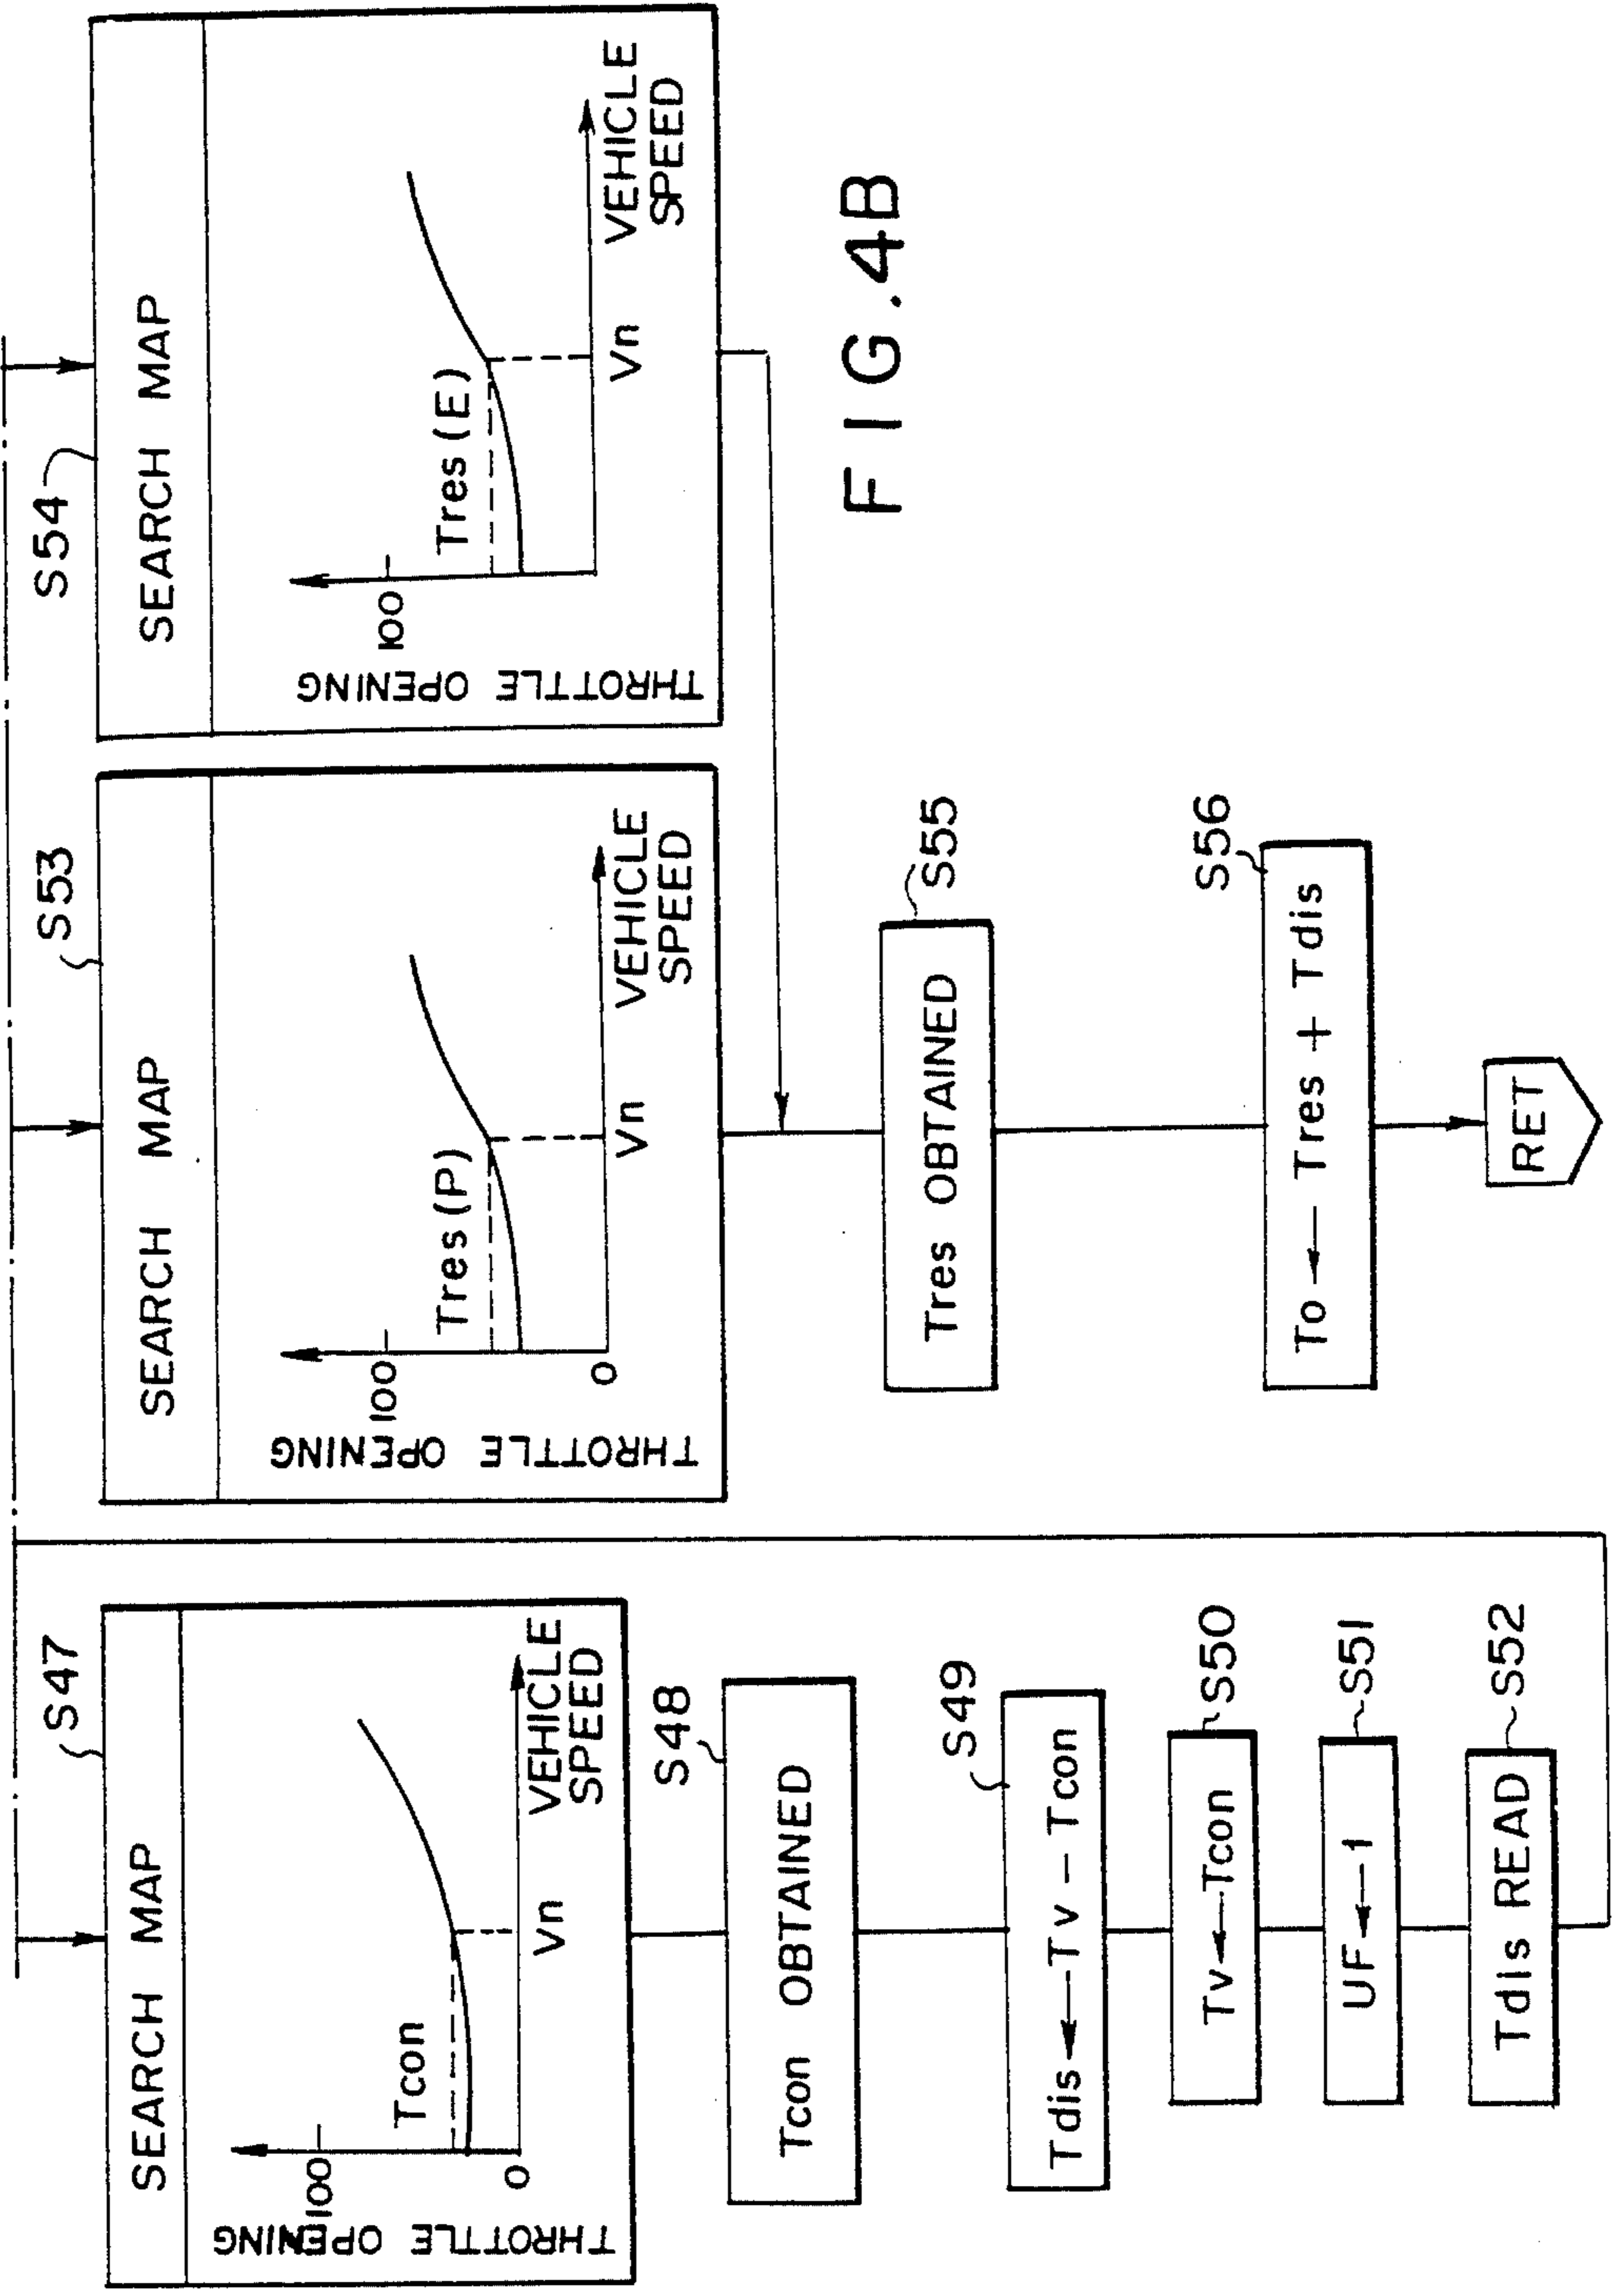 S47
SEARCH MAP
THROTTLE OPENING
100
0
Tcon
Vn
VEHICLE
SPEED
S48
Tcon OBTAINED
S49
Tdis ← Tv − Tcon
S50
Tv ← Tcon
S51
UF ← 1
S52
Tdis READ
S53
SEARCH MAP
THROTTLE OPENING
100
0
Tres (P)
Vn
VEHICLE
SPEED
S54
SEARCH MAP
THROTTLE OPENING
100
Tres (E)
Vn
VEHICLE
SPEED
S55
Tres OBTAINED
S56
To ← Tres + Tdis
RET
FIG.4B